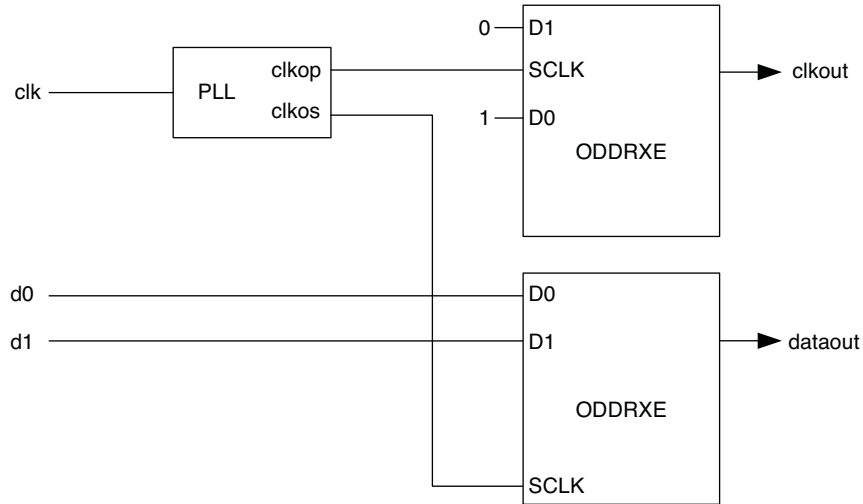 0 D1
clkop SCLK clkout
clk PLL
clkos
1 D0
ODDRXE
d0 D0
d1 D1 dataout
ODDRXE
SCLK